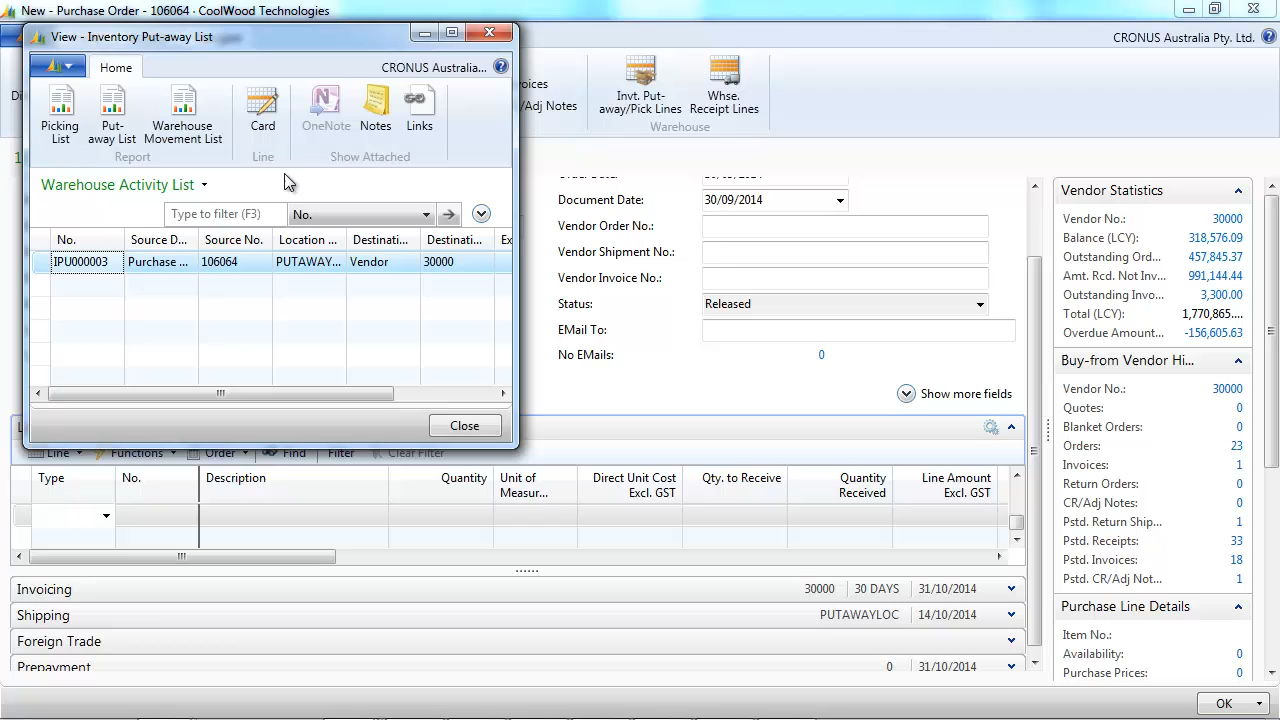 New - Purchase Order - 106064 · CoolWood Technologies
View - Inventory Put-away List
CRONUS Australia Pty. Ltd.
Home
CRONUS Australia...
Picking List
Put-away List
Warehouse Movement List
Card
OneNote
Notes
Links
Report
Line
Show Attached
Invt. Put-away/Pick Lines
Whse. Receipt Lines
Warehouse
Warehouse Activity List
Type to filter (F3)
No.
No. Source D... Source No. Location ... Destinati... Destinati... Ex
IPU000003 Purchase ... 106064 PUTAWAY... Vendor 30000
Close
Document Date: 30/09/2014
Vendor Order No.:
Vendor Shipment No.:
Vendor Invoice No.:
Status: Released
EMail To:
No EMails: 0
Show more fields
Line Functions Order Find Filter Clear Filter
Type No. Description Quantity Unit of Measur... Direct Unit Cost Excl. GST Qty. to Receive Quantity Received Line Amount Excl. GST
Invoicing 30000 30 DAYS 31/10/2014
Shipping PUTAWAYLOC 14/10/2014
Foreign Trade
Prepayment 0 31/10/2014
Vendor Statistics
Vendor No.: 30000
Balance (LCY): 318,576.09
Outstanding Ord... 457,845.37
Amt. Rcd. Not Inv... 991,144.44
Outstanding Invo... 3,300.00
Total (LCY): 1,770,865....
Overdue Amount... -156,605.63
Buy-from Vendor Hi...
Vendor No.: 30000
Quotes: 0
Blanket Orders: 0
Orders: 23
Invoices: 1
Return Orders: 0
CR/Adj Notes: 0
Pstd. Return Ship... 1
Pstd. Receipts: 33
Pstd. Invoices: 18
Pstd. CR/Adj Not... 1
Purchase Line Details
Item No.:
Availability: 0
Purchase Prices: 0
OK